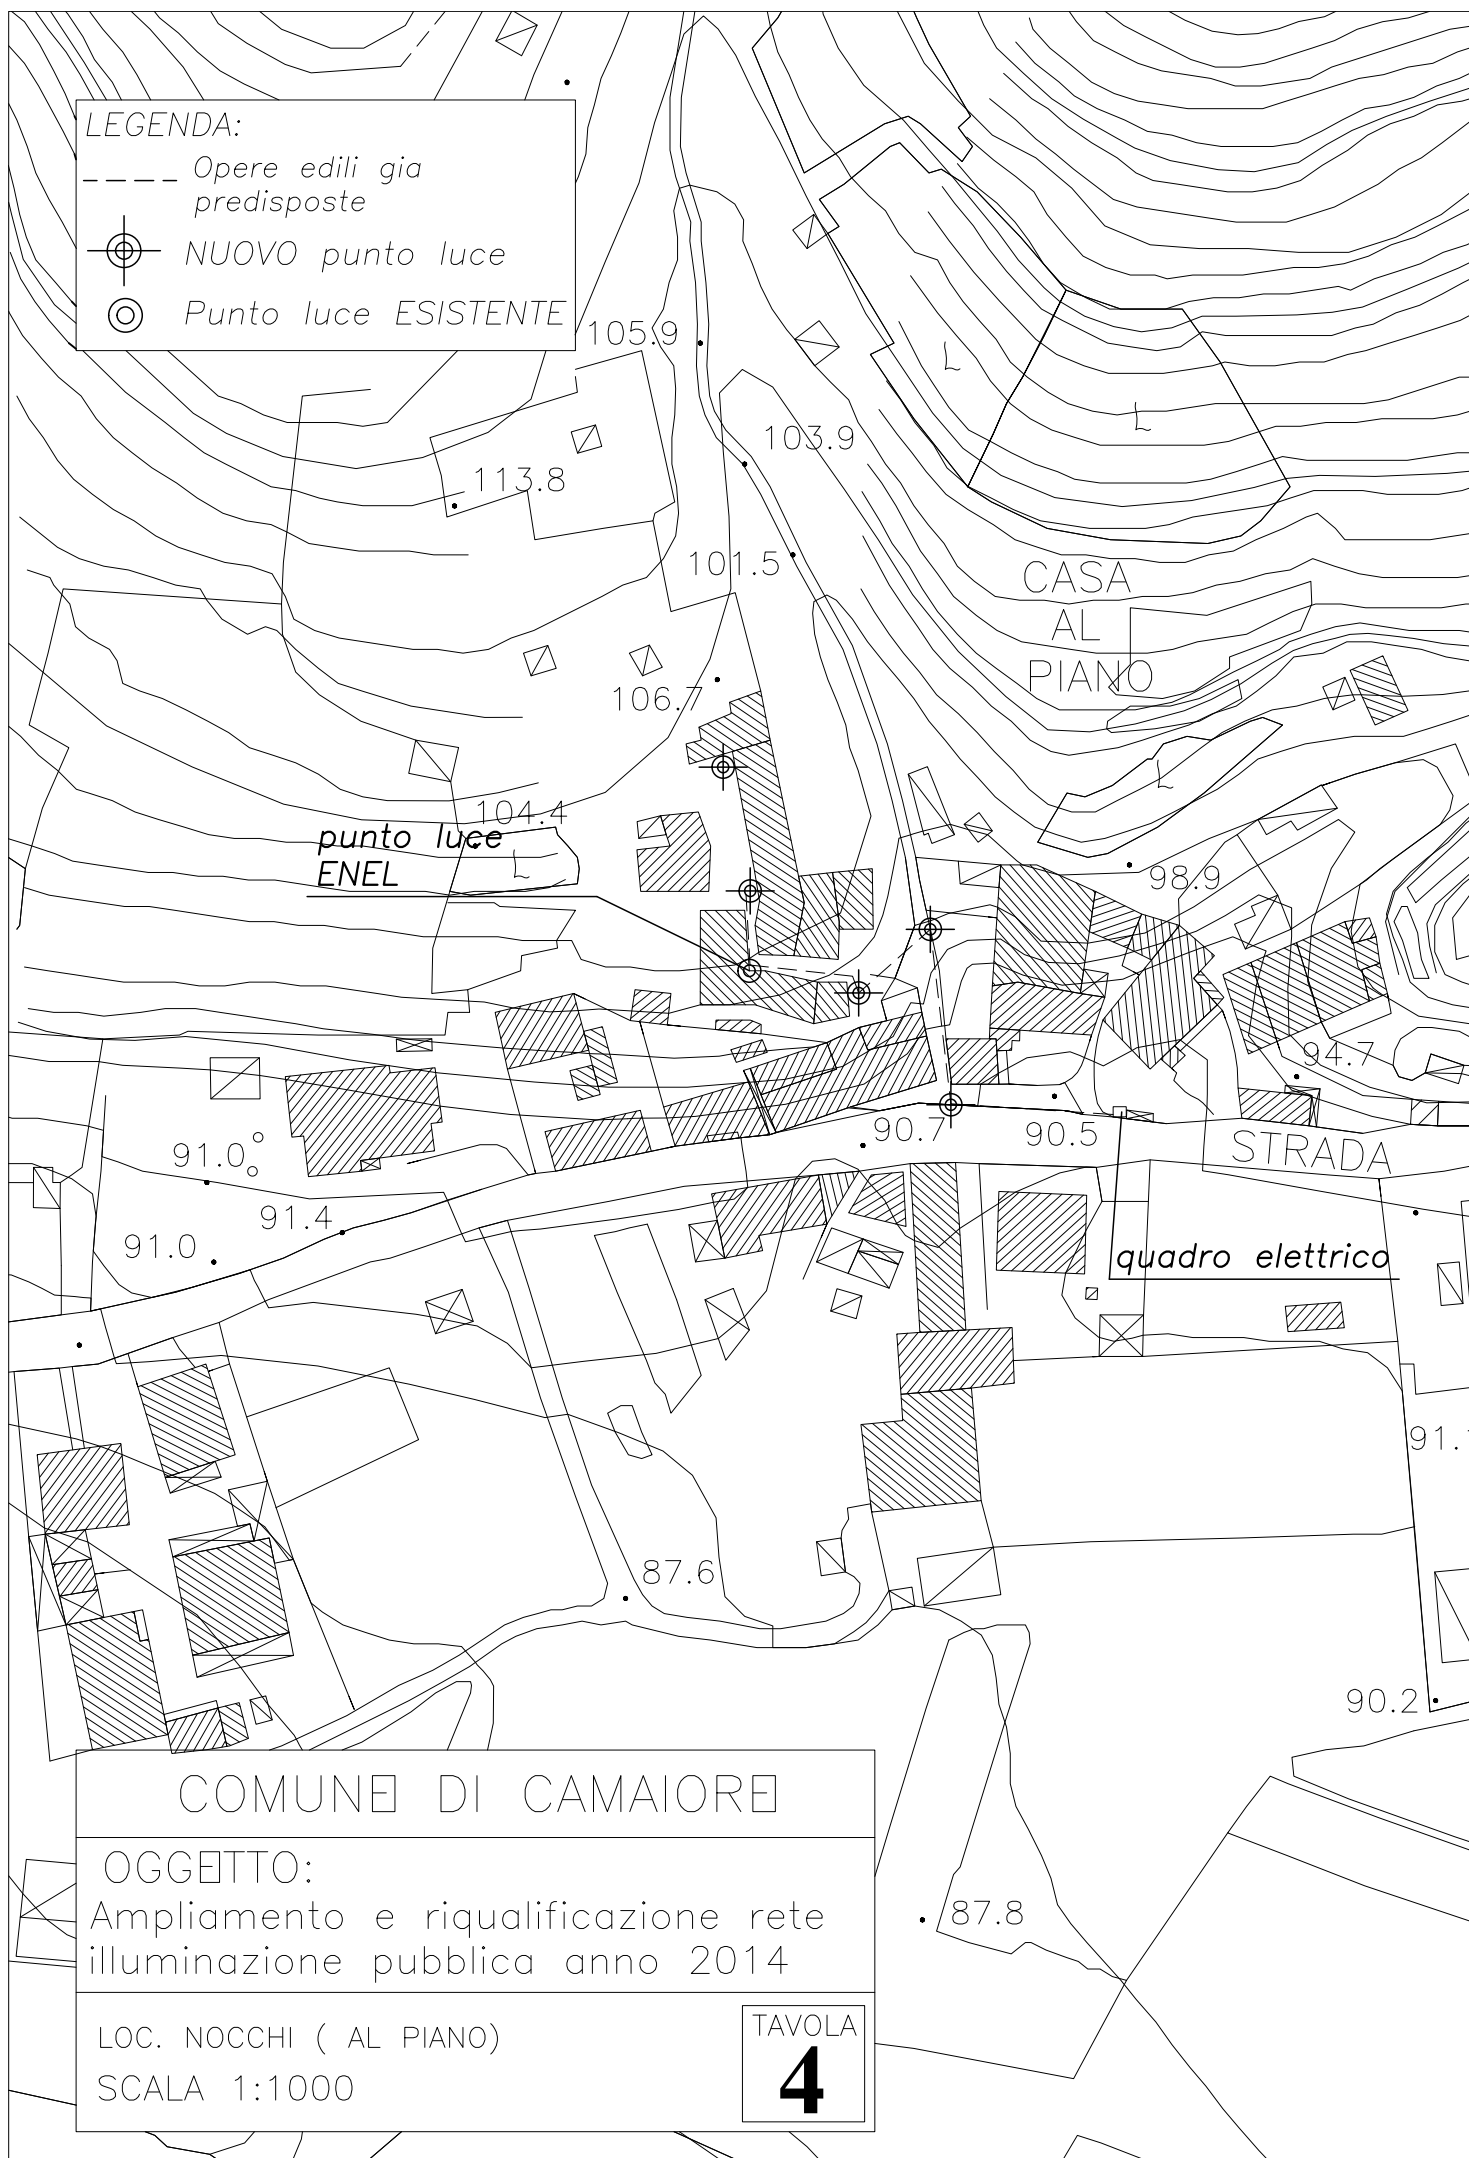 LEGENDA:
Opere edili gia
predisposte
NUOVO punto luce
Punto luce ESISTENTE
105.9
103.9
113.8
101.5
CASA
AL
PIANO
106.7
104.4
punto luce
ENEL
98.9
94.7
90.7
90.5
STRADA
91.0
91.4
91.0
quadro elettrico
87.6
90.2
COMUNE DI CAMAIORE
OGGETTO:
Ampliamento e riqualificazione rete
illuminazione pubblica anno 2014
87.8
LOC. NOCCHI ( AL PIANO)
SCALA 1:1000
TAVOLA
4